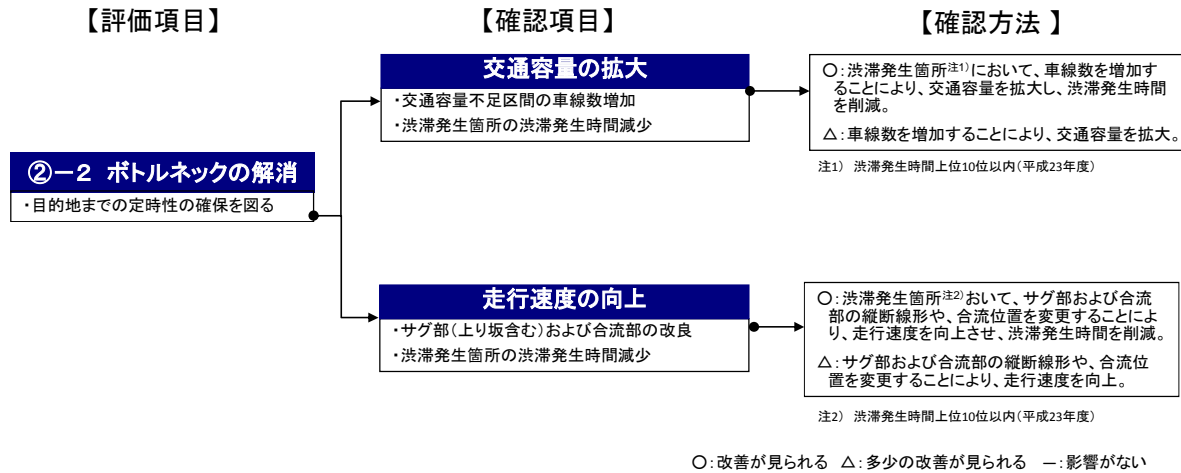 【評価項目】
【確認項目】
【確認方法 】
②－２ ボトルネックの解消
・目的地までの定時性の確保を図る
交通容量の拡大
・交通容量不足区間の車線数増加
・渋滞発生箇所の渋滞発生時間減少
○：渋滞発生箇所注1）において、車線数を増加す
ることにより、交通容量を拡大し、渋滞発生時間
を削減。
△：車線数を増加することにより、交通容量を拡大。
注1） 渋滞発生時間上位10位以内（平成23年度）
走行速度の向上
・サグ部（上り坂含む）および合流部の改良
・渋滞発生箇所の渋滞発生時間減少
○：渋滞発生箇所注2）おいて、サグ部および合流
部の縦断線形や、合流位置を変更することによ
り、走行速度を向上させ、渋滞発生時間を削減。
△：サグ部および合流部の縦断線形や、合流位
置を変更することにより、走行速度を向上。
注2） 渋滞発生時間上位10位以内（平成23年度）
○：改善が見られる △：多少の改善が見られる －：影響がない